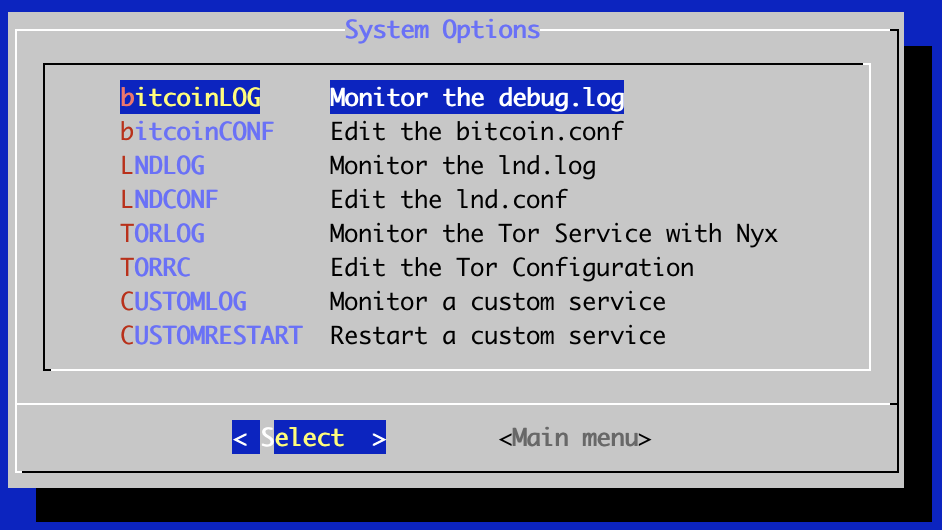 System Options
bitcoinLOG Monitor the debug.log
bitcoinCONF Edit the bitcoin.conf
LNDLOG Monitor the lnd.log
LNDCONF Edit the lnd.conf
TORLOG Monitor the Tor Service with Nyx
TORRC Edit the Tor Configuration
CUSTOMLOG Monitor a custom service
CUSTOMRESTART Restart a custom service
< Select > <Main menu>